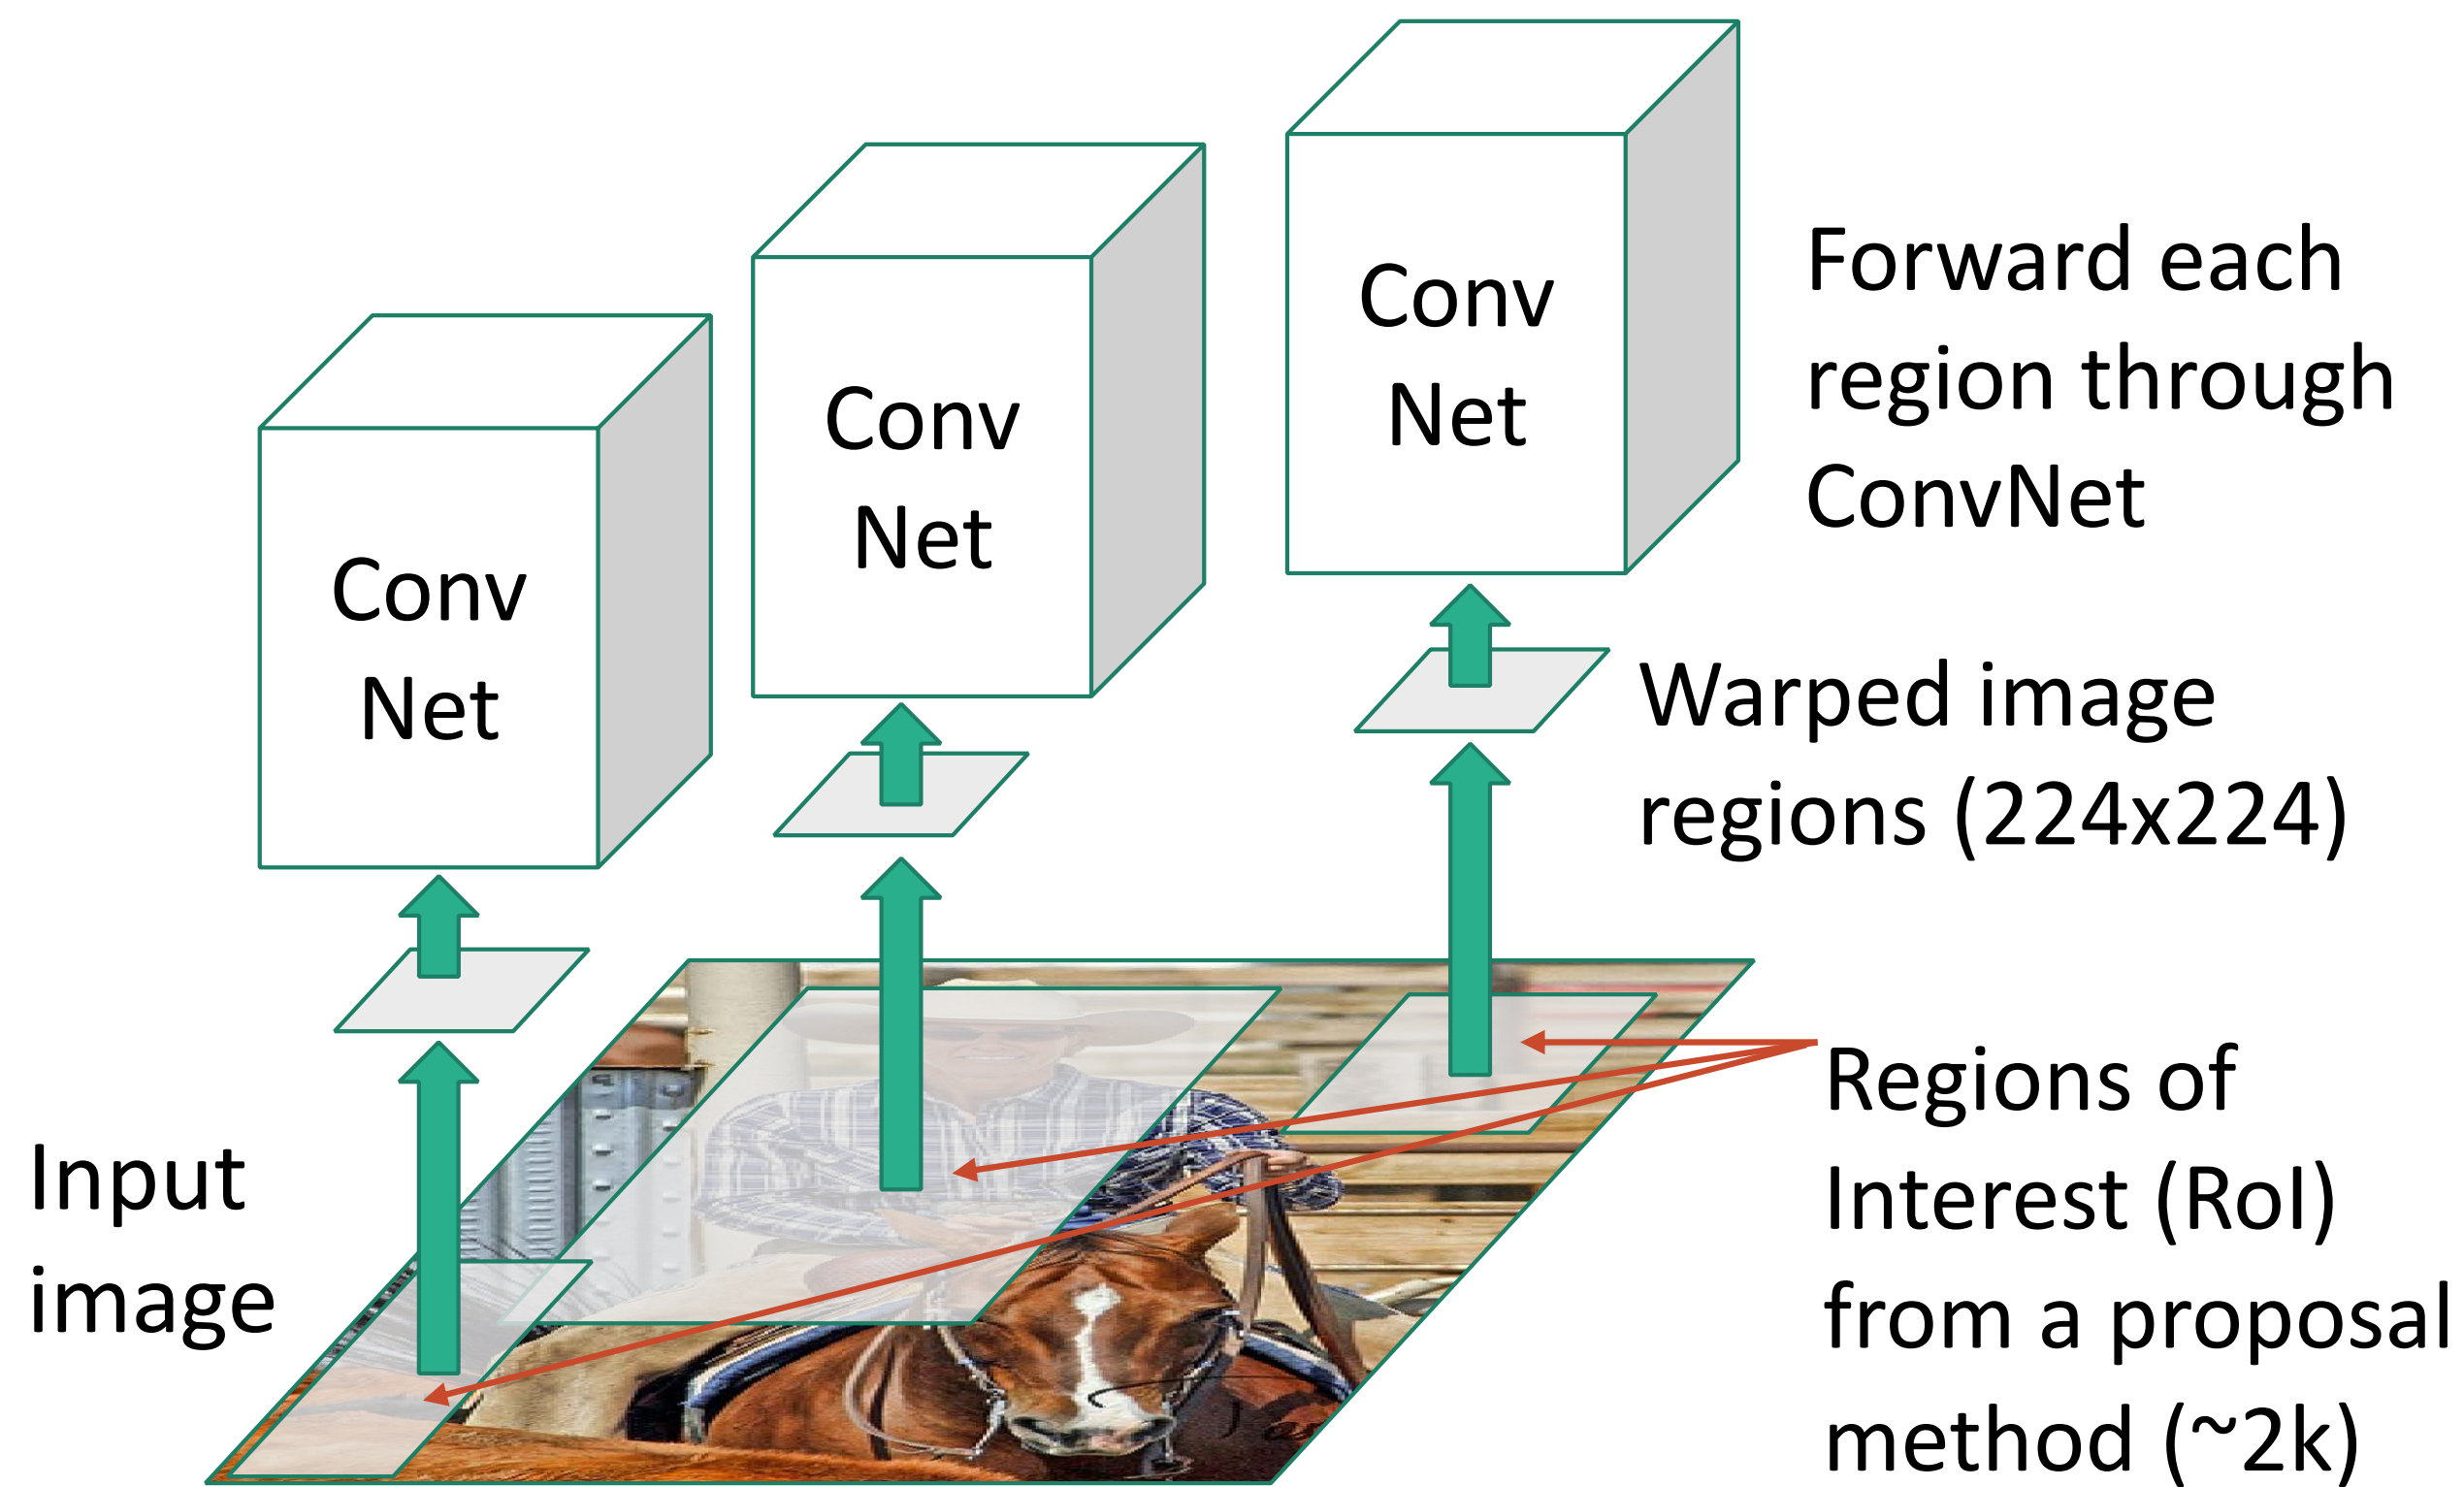 Conv
Net
Conv
Net
Conv
Net
Forward each
region through
ConvNet
Warped image
regions (224x224)
Input
image
Regions of
Interest (RoI)
from a proposal
method (~2k)